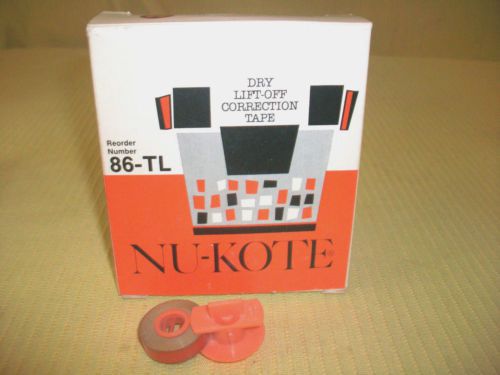 DRY
LIFT-OFF
CORRECTION
TAPE
Reorder
Number
86-TL
NU-KOTE®